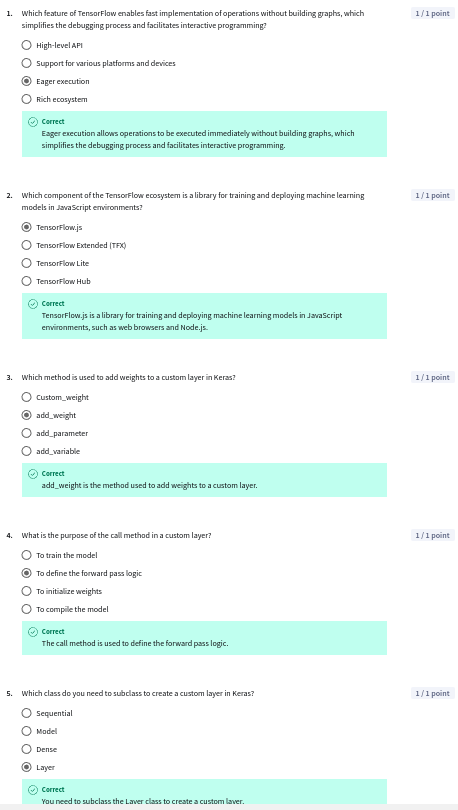 1. Which feature of TensorFlow enables fast implementation of operations without building graphs, which 1 / 1 point
simplifies the debugging process and facilitates interactive programming?
High-level API
Support for various platforms and devices
Eager execution
Rich ecosystem
Correct
Eager execution allows operations to be executed immediately without building graphs, which
simplifies the debugging process and facilitates interactive programming.
2. Which component of the TensorFlow ecosystem is a library for training and deploying machine learning 1 / 1 point
models in JavaScript environments?
TensorFlow.js
TensorFlow Extended (TFX)
TensorFlow Lite
TensorFlow Hub
Correct
TensorFlow.js is a library for training and deploying machine learning models in JavaScript
environments, such as web browsers and Node.js.
3. Which method is used to add weights to a custom layer in Keras? 1 / 1 point
Custom_weight
add_weight
add_parameter
add_variable
Correct
add_weight is the method used to add weights to a custom layer.
4. What is the purpose of the call method in a custom layer? 1 / 1 point
To train the model
To define the forward pass logic
To initialize weights
To compile the model
Correct
The call method is used to define the forward pass logic.
5. Which class do you need to subclass to create a custom layer in Keras? 1 / 1 point
Sequential
Model
Dense
Layer
Correct
You need to subclass the Layer class to create a custom layer.